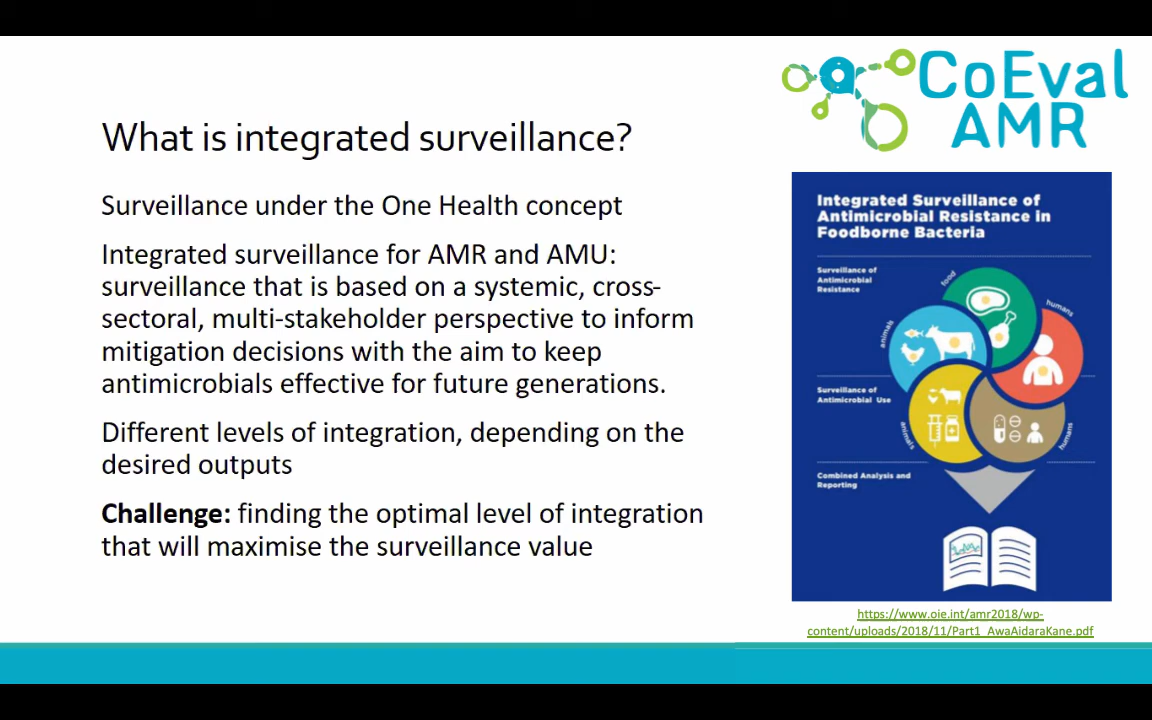 CoEval
AMR
What is integrated surveillance?
Surveillance under the One Health concept
Integrated surveillance for AMR and AMU:
surveillance that is based on a systemic, cross-
sectoral, multi-stakeholder perspective to inform
mitigation decisions with the aim to keep
antimicrobials effective for future generations.
Different levels of integration, depending on the
desired outputs
Challenge: finding the optimal level of integration
that will maximise the surveillance value
Integrated Surveillance of
Antimicrobial Resistance in
Foodborne Bacteria
Surveillance of
Antimicrobial
Resistance
food
humans
animals
Surveillance of
Antimicrobial Use
animals
humans
Combined Analysis and
Reporting
https://www.oie.int/amr2018/wp-
content/uploads/2018/11/Part1_AwaAidaraKane.pdf